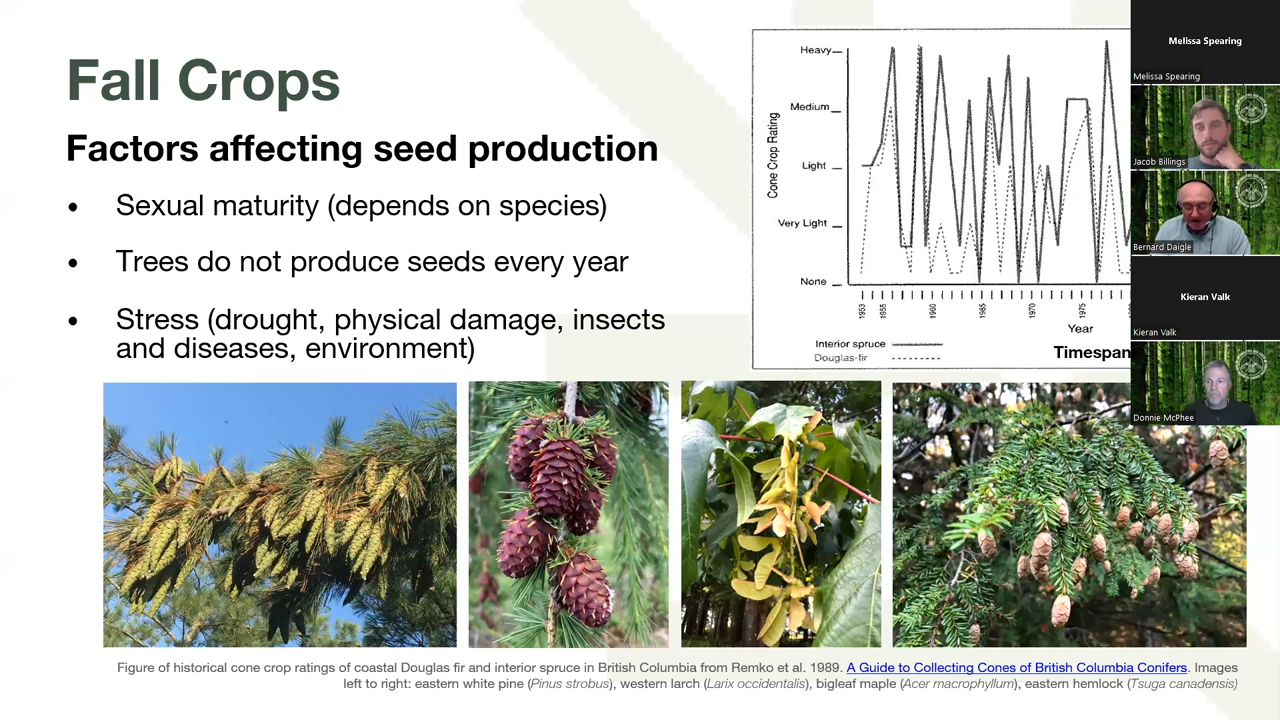 Fall Crops
Factors affecting seed production
• Sexual maturity (depends on species)
• Trees do not produce seeds every year
• Stress (drought, physical damage, insects
and diseases, environment)
Cone Crop Rating
Heavy
Medium
Light
Very Light
None
1953
1955
1960
1965
1970
1975
Year
Interior spruce
Douglas-fir
Timespan
Melissa Spearing
Melissa Spearing
Jacob Billings
Bernard Daigle
Kieran Valk
Kieran Valk
Donnie McPhee
Figure of historical cone crop ratings of coastal Douglas fir and interior spruce in British Columbia from Remko et al. 1989. A Guide to Collecting Cones of British Columbia Conifers. Images
left to right: eastern white pine (Pinus strobus), western larch (Larix occidentalis), bigleaf maple (Acer macrophyllum), eastern hemlock (Tsuga canadensis)